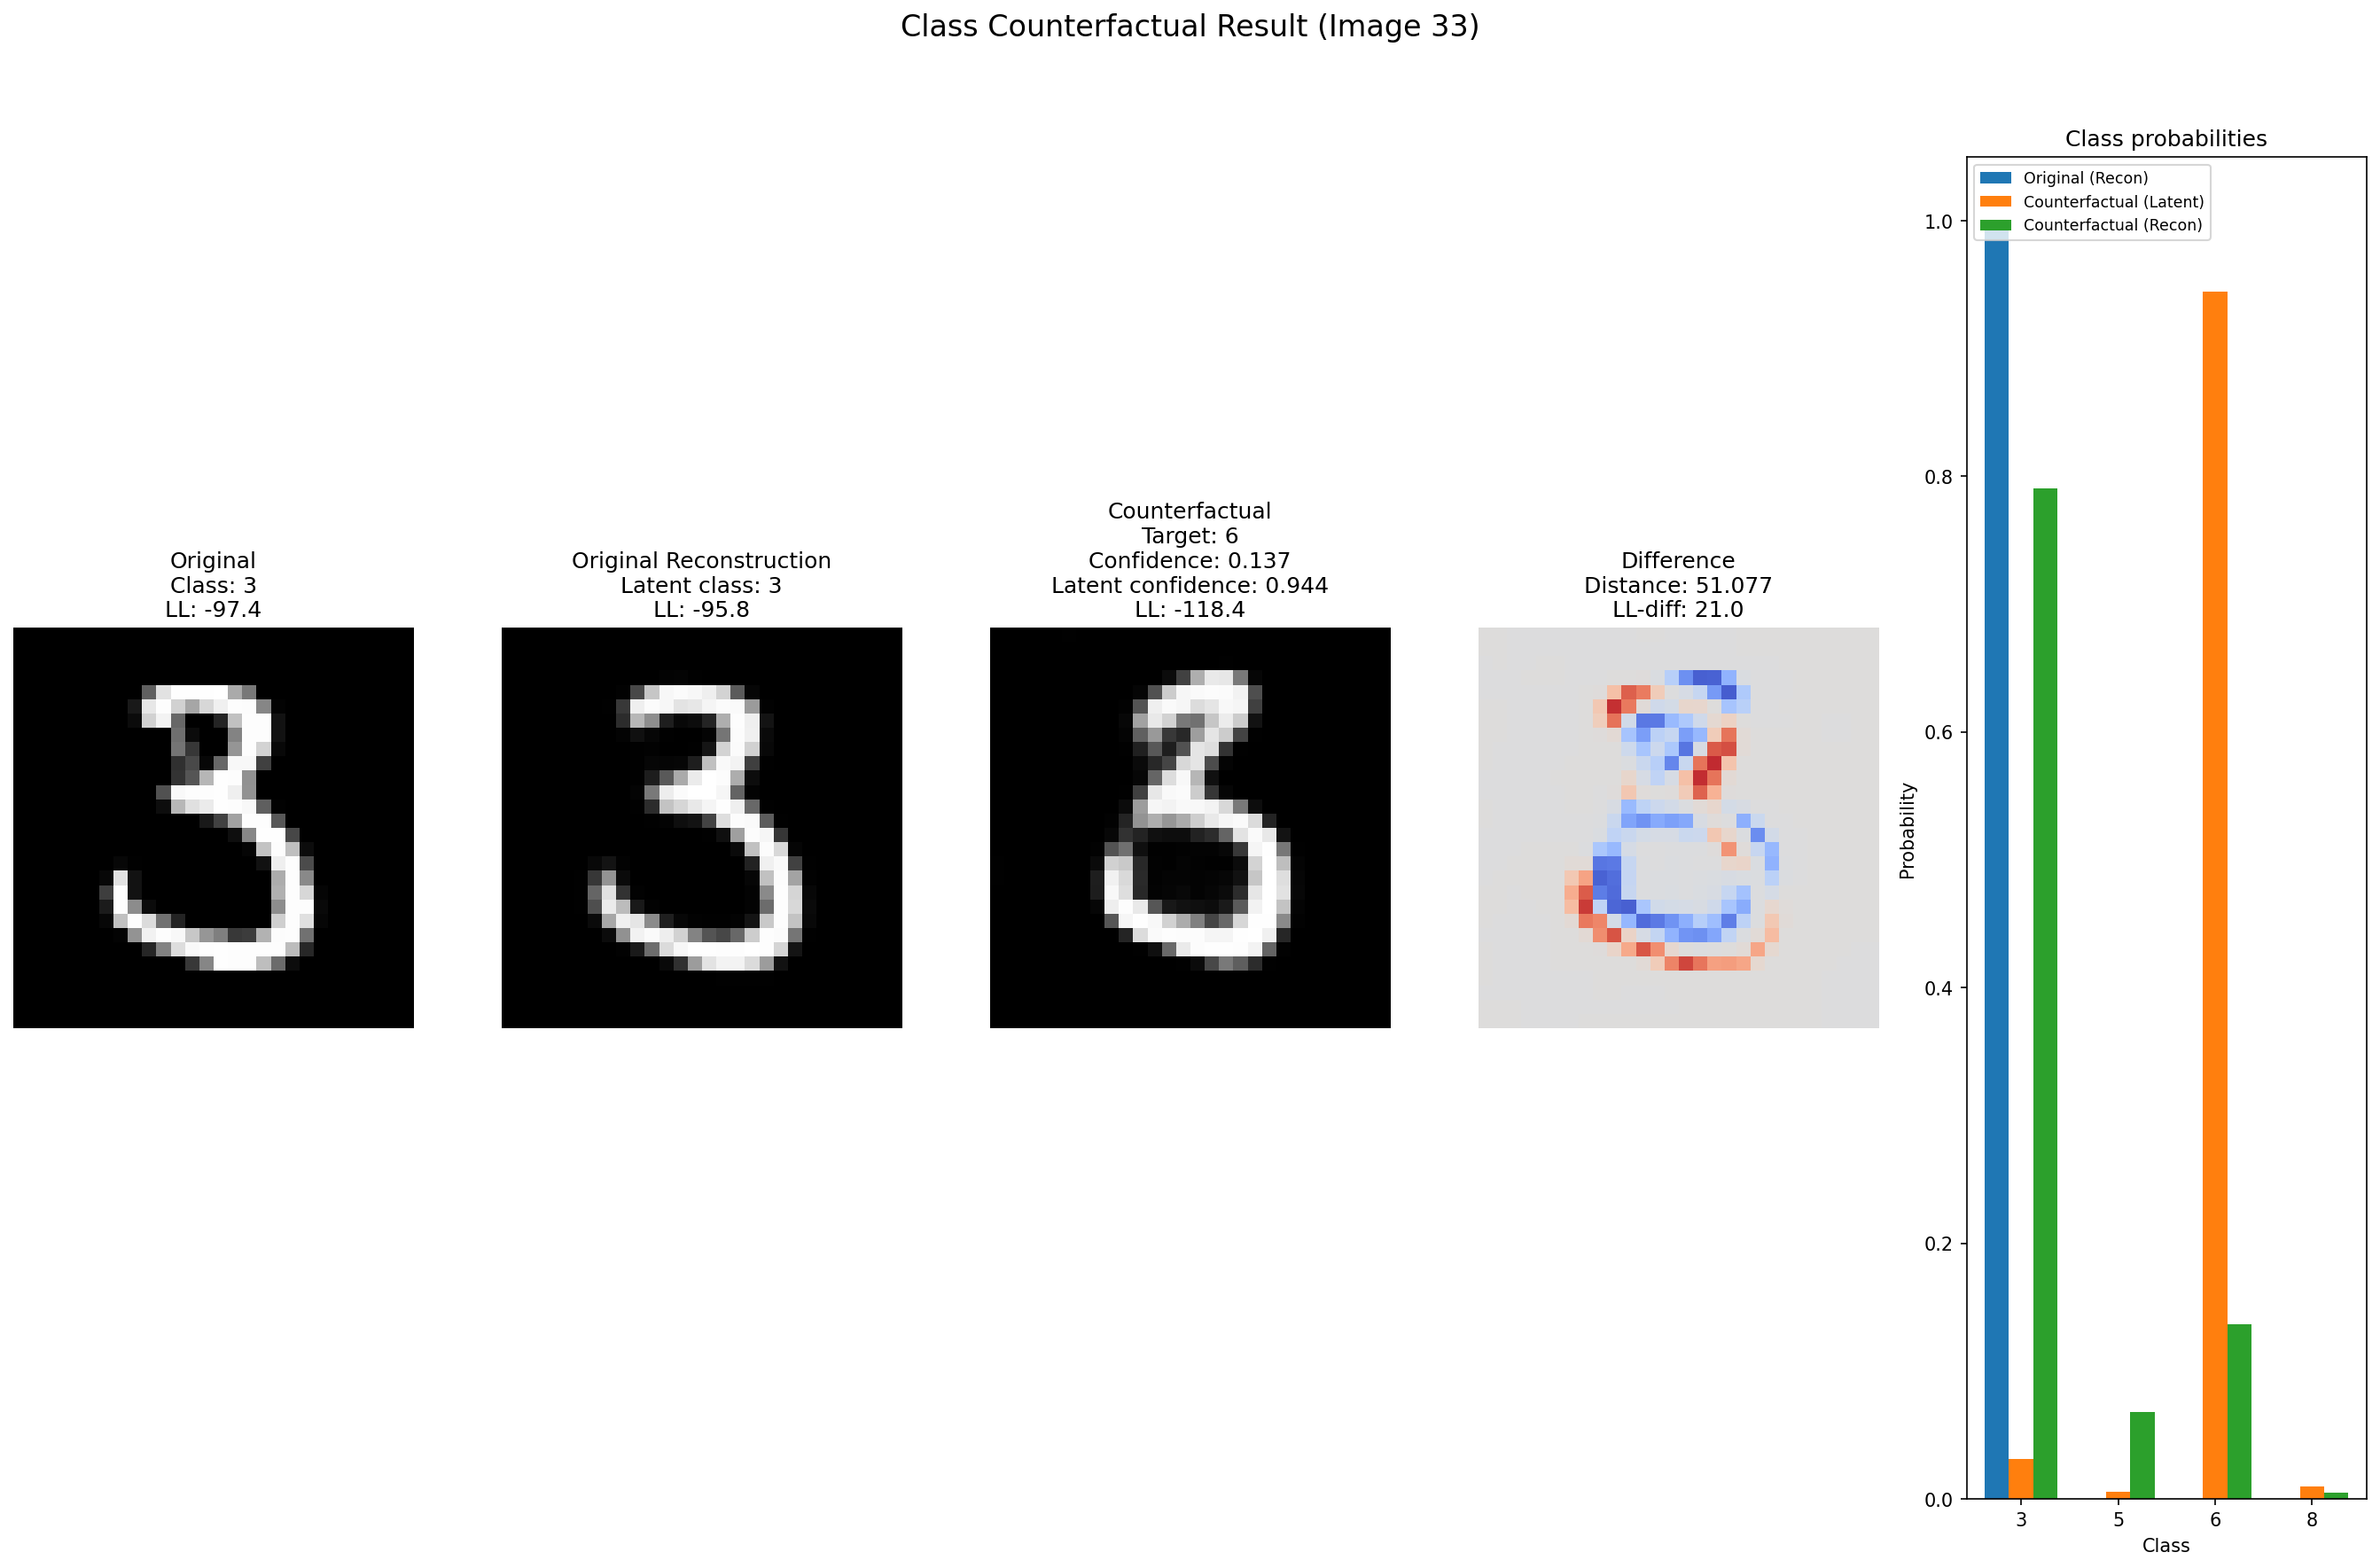 Class Counterfactual Result (Image 33)
Original
Class: 3
LL: -97.4
Original Reconstruction
Latent class: 3
LL: -95.8
Counterfactual
Target: 6
Confidence: 0.137
Latent confidence: 0.944
LL: -118.4
Difference
Distance: 51.077
LL-diff: 21.0
Class probabilities
Original (Recon)
Counterfactual (Latent)
Counterfactual (Recon)
1.0
0.8
0.6
0.4
0.2
0.0
Probability
3 5 6 8
Class